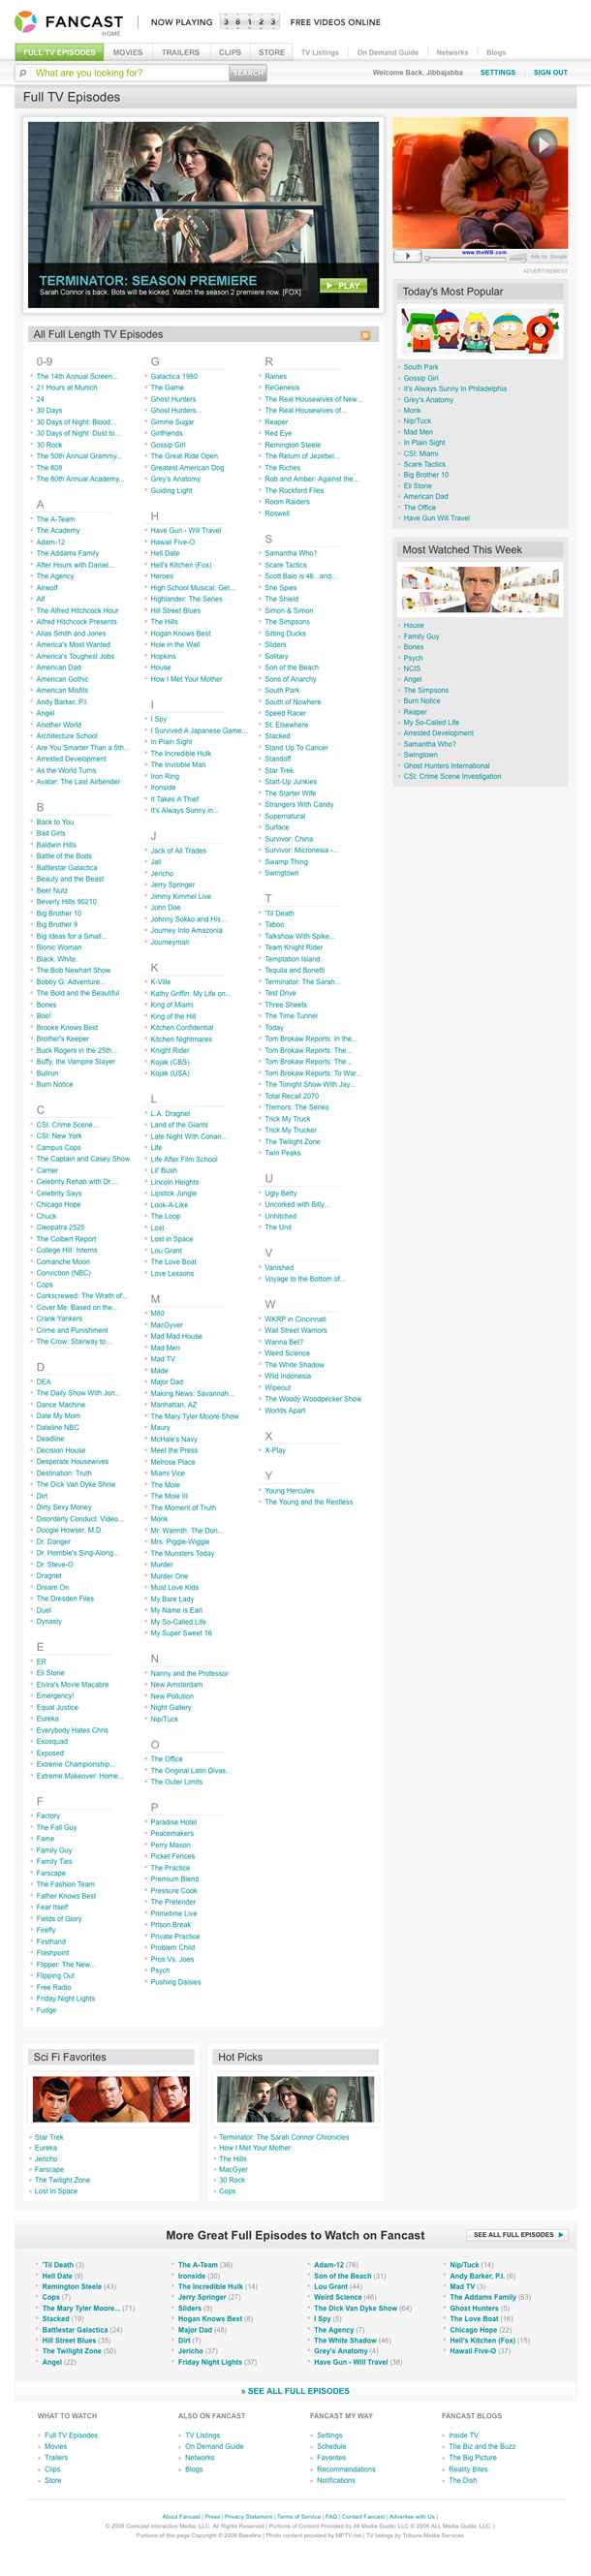 FANCAST
HOME
NOW PLAYING 3 8 1 2 3 FREE VIDEOS ONLINE
FULL TV EPISODES MOVIES TRAILERS CLIPS STORE TV Listings On Demand Guide Networks Blogs
What are you looking for? SEARCH Welcome Back, Jibbajabba SETTINGS SIGN OUT
Full TV Episodes
TERMINATOR: SEASON PREMIERE
Sarah Connor is back. Bots will be kicked. Watch the season 2 premiere now. [FOX]
PLAY
www.theWB.com
Ads by Google
ADVERTISEMENT
All Full Length TV Episodes
0-9
The 14th Annual Screen...
21 Hours at Munich
24
30 Days
30 Days of Night: Blood...
30 Days of Night: Dust to...
30 Rock
The 50th Annual Grammy...
The 808
The 80th Annual Academy...
A
The A-Team
The Academy
Adam-12
The Addams Family
After Hours with Daniel...
The Agency
Airwolf
Alf
The Alfred Hitchcock Hour
Alfred Hitchcock Presents
Alias Smith and Jones
America's Most Wanted
America's Toughest Jobs
American Dad
American Gothic
American Misfits
Andy Barker, P.I.
Angel
Another World
Architecture School
Are You Smarter Than a 5th...
Arrested Development
As the World Turns
Avatar: The Last Airbender
B
Back to You
Bad Girls
Baldwin Hills
Battle of the Bods
Battlestar Galactica
Beauty and the Beast
Beer Nutz
Beverly Hills 90210
Big Brother 10
Big Brother 9
Big Ideas for a Small...
Bionic Woman
Black. White.
The Bob Newhart Show
Bobby G: Adventure...
The Bold and the Beautiful
Bones
Boo!
Brooke Knows Best
Brother's Keeper
Buck Rogers in the 25th...
Buffy, the Vampire Slayer
Bullrun
Burn Notice
C
CSI: Crime Scene...
CSI: New York
Campus Cops
The Captain and Casey Show
Carrier
Celebrity Rehab with Dr....
Celebrity Says
Chicago Hope
Chuck
Cleopatra 2525
The Colbert Report
College Hill: Interns
Comanche Moon
Conviction (NBC)
Cops
Corkscrewed: The Wrath of...
Cover Me: Based on the...
Crank Yankers
Crime and Punishment
The Crow: Stairway to...
D
DEA
The Daily Show With Jon...
Dance Machine
Date My Mom
Dateline NBC
Deadline
Decision House
Desperate Housewives
Destination: Truth
The Dick Van Dyke Show
Dirt
Dirty Sexy Money
Disorderly Conduct: Video...
Doogie Howser, M.D.
Dr. Danger
Dr. Horrible's Sing-Along...
Dr. Steve-O
Dragnet
Dream On
The Dresden Files
Duel
Dynasty
E
ER
Eli Stone
Elvira's Movie Macabre
Emergency!
Equal Justice
Eureka
Everybody Hates Chris
Exosquad
Exposed
Extreme Championship...
Extreme Makeover: Home...
F
Factory
The Fall Guy
Fame
Family Guy
Family Ties
Farscape
The Fashion Team
Father Knows Best
Fear Itself
Fields of Glory
Firefly
Firsthand
Flashpoint
Flipper: The New...
Flipping Out
Free Radio
Friday Night Lights
Fudge
G
Galactica 1980
The Game
Ghost Hunters
Ghost Hunters...
Gimme Sugar
Girlfriends
Gossip Girl
The Great Ride Open
Greatest American Dog
Grey's Anatomy
Guiding Light
H
Have Gun - Will Travel
Hawaii Five-O
Hell Date
Hell's Kitchen (Fox)
Heroes
High School Musical: Get...
Highlander: The Series
Hill Street Blues
The Hills
Hogan Knows Best
Hole in the Wall
Hopkins
House
How I Met Your Mother
I
I Spy
I Survived A Japanese Game...
In Plain Sight
The Incredible Hulk
The Invisible Man
Iron Ring
Ironside
It Takes A Thief
It's Always Sunny in...
J
Jack of All Trades
Jail
Jericho
Jerry Springer
Jimmy Kimmel Live
John Doe
Johnny Sokko and His...
Journey Into Amazonia
Journeyman
K
K-Ville
Kathy Griffin: My Life on...
King of Miami
King of the Hill
Kitchen Confidential
Kitchen Nightmares
Knight Rider
Kojak (CBS)
Kojak (USA)
L
L.A. Dragnet
Land of the Giants
Late Night With Conan...
Life
Life After Film School
Lil' Bush
Lincoln Heights
Lipstick Jungle
Look-A-Like
The Loop
Lost
Lost in Space
Lou Grant
The Love Boat
Love Lessons
M
M80
MacGyver
Mad Mad House
Mad Men
Mad TV
Made
Major Dad
Making News: Savannah...
Manhattan, AZ
The Mary Tyler Moore Show
Maury
McHale's Navy
Meet the Press
Melrose Place
Miami Vice
The Mole
The Mole III
The Moment of Truth
Monk
Mr. Warmth: The Don...
Mrs. Piggle-Wiggle
The Munsters Today
Murder
Murder One
Must Love Kids
My Bare Lady
My Name is Earl
My So-Called Life
My Super Sweet 16
N
Nanny and the Professor
New Amsterdam
New Pollution
Night Gallery
Nip/Tuck
O
The Office
The Original Latin Divas...
The Outer Limits
P
Paradise Hotel
Peacemakers
Perry Mason
Picket Fences
The Practice
Premium Blend
Pressure Cook
The Pretender
Primetime Live
Prison Break
Private Practice
Problem Child
Pros Vs. Joes
Psych
Pushing Daisies
R
Raines
ReGenesis
The Real Housewives of New...
The Real Housewives of...
Reaper
Red Eye
Remington Steele
The Return of Jezebel...
The Riches
Rob and Amber: Against the...
The Rockford Files
Room Raiders
Roswell
S
Samantha Who?
Scare Tactics
Scott Baio is 46...and...
She Spies
The Shield
Simon & Simon
The Simpsons
Sitting Ducks
Sliders
Solitary
Son of the Beach
Sons of Anarchy
South Park
South of Nowhere
Speed Racer
St. Elsewhere
Stacked
Stand Up To Cancer
Standoff
Star Trek
Start-Up Junkies
The Starter Wife
Strangers With Candy
Supernatural
Surface
Survivor: China
Survivor: Micronesia -...
Swamp Thing
Swingtown
T
'Til Death
Taboo
Talkshow With Spike...
Team Knight Rider
Temptation Island
Tequila and Bonetti
Terminator: The Sarah...
Test Drive
Three Sheets
The Time Tunnel
Today
Tom Brokaw Reports: In the...
Tom Brokaw Reports: The...
Tom Brokaw Reports: The...
Tom Brokaw Reports: To War...
The Tonight Show With Jay...
Total Recall 2070
Tremors: The Series
Trick My Truck
Trick My Trucker
The Twilight Zone
Twin Peaks
U
Ugly Betty
Uncorked with Billy...
Unhitched
The Unit
V
Vanished
Voyage to the Bottom of...
W
WKRP in Cincinnati
Wall Street Warriors
Wanna Bet?
Weird Science
The White Shadow
Wild Indonesia
Wipeout
The Woody Woodpecker Show
Worlds Apart
X
X-Play
Y
Young Hercules
The Young and the Restless
Today's Most Popular
South Park
Gossip Girl
It's Always Sunny In Philadelphia
Grey's Anatomy
Monk
Nip/Tuck
Mad Men
In Plain Sight
CSI: Miami
Scare Tactics
Big Brother 10
Eli Stone
American Dad
The Office
Have Gun Will Travel
Most Watched This Week
House
Family Guy
Bones
Psych
NCIS
Angel
The Simpsons
Burn Notice
Reaper
My So-Called Life
Arrested Development
Samantha Who?
Swingtown
Ghost Hunters International
CSI: Crime Scene Investigation
Sci Fi Favorites
Star Trek
Eureka
Jericho
Farscape
The Twilight Zone
Lost In Space
Hot Picks
Terminator: The Sarah Connor Chronicles
How I Met Your Mother
The Hills
MacGyer
30 Rock
Cops
More Great Full Episodes to Watch on Fancast SEE ALL FULL EPISODES
'Til Death (3)
Hell Date (9)
Remington Steele (43)
Cops (7)
The Mary Tyler Moore... (71)
Stacked (19)
Battlestar Galactica (24)
Hill Street Blues (35)
The Twilight Zone (50)
Angel (22)
The A-Team (36)
Ironside (30)
The Incredible Hulk (14)
Jerry Springer (27)
Sliders (9)
Hogan Knows Best (8)
Major Dad (48)
Dirt (7)
Jericho (37)
Friday Night Lights (37)
Adam-12 (76)
Son of the Beach (31)
Lou Grant (44)
Weird Science (46)
The Dick Van Dyke Show (64)
I Spy (5)
The Agency (7)
The White Shadow (46)
Grey's Anatomy (4)
Have Gun - Will Travel (38)
Nip/Tuck (14)
Andy Barker, P.I. (6)
Mad TV (3)
The Addams Family (63)
Ghost Hunters (5)
The Love Boat (16)
Chicago Hope (22)
Hell's Kitchen (Fox) (15)
Hawaii Five-O (37)
» SEE ALL FULL EPISODES
WHAT TO WATCH
Full TV Episodes
Movies
Trailers
Clips
Store
ALSO ON FANCAST
TV Listings
On Demand Guide
Networks
Blogs
FANCAST MY WAY
Settings
Schedule
Favorites
Recommendations
Notifications
FANCAST BLOGS
Inside TV
The Biz and the Buzz
The Big Picture
Reality Bites
The Dish
About Fancast | Press | Privacy Statement | Terms of Service | FAQ | Contact Fancast | Advertise with Us |
© 2008 Comcast Interactive Media, LLC. All Rights Reserved | Portions of Content Provided by All Media Guide, LLC © 2008 ALL Media Guide, LLC. |
Portions of this page Copyright © 2008 Baseline | Photo content provided by MPTV.net | TV listings by Tribune Media Services